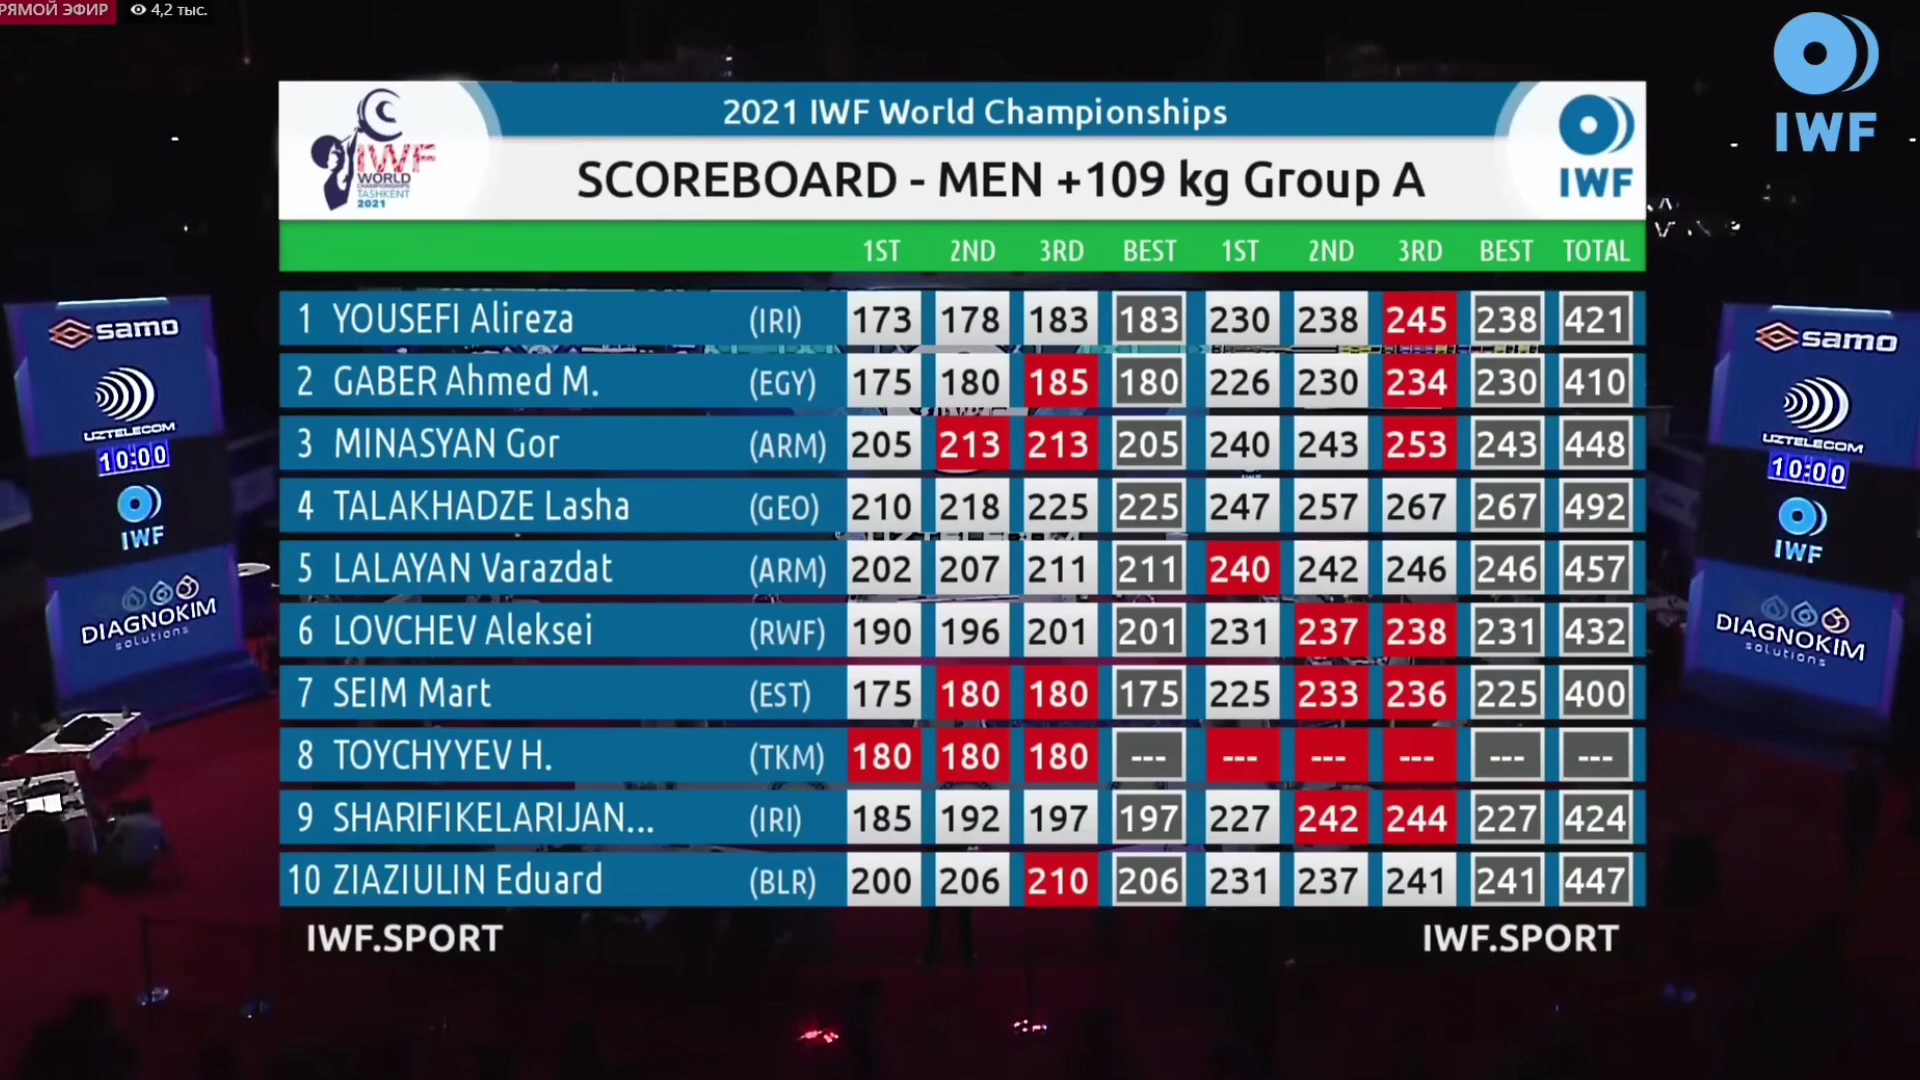 РЯМОЙ ЭФИР 4,2 тыс.
IWF
2021 IWF World Championships
SCOREBOARD - MEN +109 kg Group A
IWF
WORLD
CHAMPIONSHIPS
TASHKENT
2021
IWF
1ST 2ND 3RD BEST 1ST 2ND 3RD BEST TOTAL
1 YOUSEFI Alireza (IRI) 173 178 183 183 230 238 245 238 421
2 GABER Ahmed M. (EGY) 175 180 185 180 226 230 234 230 410
3 MINASYAN Gor (ARM) 205 213 213 205 240 243 253 243 448
4 TALAKHADZE Lasha (GEO) 210 218 225 225 247 257 267 267 492
5 LALAYAN Varazdat (ARM) 202 207 211 211 240 242 246 246 457
6 LOVCHEV Aleksei (RWF) 190 196 201 201 231 237 238 231 432
7 SEIM Mart (EST) 175 180 180 175 225 233 236 225 400
8 TOYCHYYEV H. (TKM) 180 180 180 --- --- --- --- --- ---
9 SHARIFIKELARIJAN... (IRI) 185 192 197 197 227 242 244 227 424
10 ZIAZIULIN Eduard (BLR) 200 206 210 206 231 237 241 241 447
IWF.SPORT IWF.SPORT
samo
UZTELECOM
10:00
IWF
DIAGNOKIM
solutions
samo
UZTELECOM
10:00
IWF
DIAGNOKIM
solutions